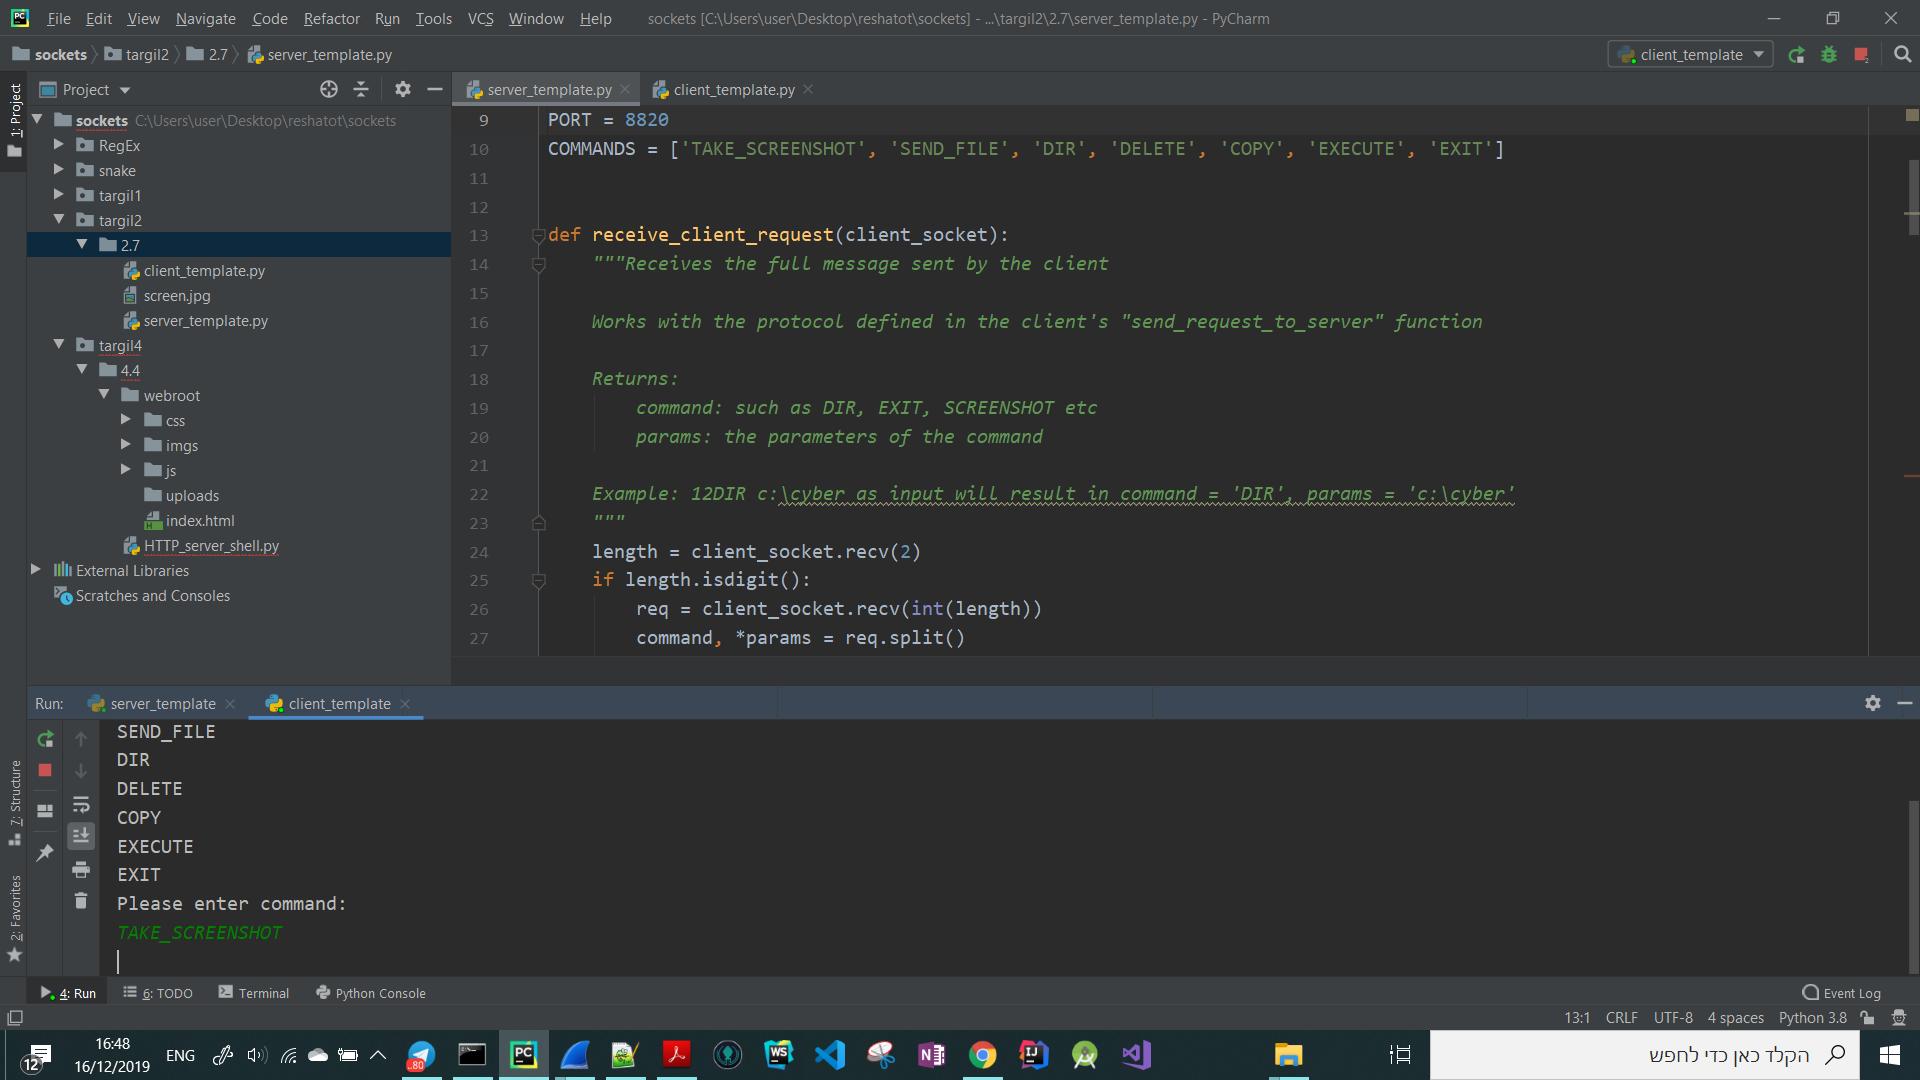 File Edit View Navigate Code Refactor Run Tools VCS Window Help sockets [C:\Users\user\Desktop\reshatot\sockets] - ...\targil2\2.7\server_template.py - PyCharm
sockets targil2 2.7 server_template.py client_template
1: Project
Project
server_template.py
client_template.py
sockets C:\Users\user\Desktop\reshatot\sockets
RegEx
snake
targil1
targil2
2.7
client_template.py
screen.jpg
server_template.py
targil4
4.4
webroot
css
imgs
js
uploads
index.html
HTTP_server_shell.py
External Libraries
Scratches and Consoles
9 PORT = 8820
10 COMMANDS = ['TAKE_SCREENSHOT', 'SEND_FILE', 'DIR', 'DELETE', 'COPY', 'EXECUTE', 'EXIT']
11
12
13 def receive_client_request(client_socket):
14 """Receives the full message sent by the client
15
16 Works with the protocol defined in the client's "send_request_to_server" function
17
18 Returns:
19 command: such as DIR, EXIT, SCREENSHOT etc
20 params: the parameters of the command
21
22 Example: 12DIR c:\cyber as input will result in command = 'DIR', params = 'c:\cyber'
23 """
24 length = client_socket.recv(2)
25 if length.isdigit():
26 req = client_socket.recv(int(length))
27 command, *params = req.split()
Run: server_template client_template
SEND_FILE
DIR
DELETE
COPY
EXECUTE
EXIT
Please enter command:
TAKE_SCREENSHOT
7: Structure
2: Favorites
4: Run 6: TODO Terminal Python Console Event Log
13:1 CRLF UTF-8 4 spaces Python 3.8
12
16:48
16/12/2019
ENG
..80
PC
WS
הקלד כאן כדי לחפש